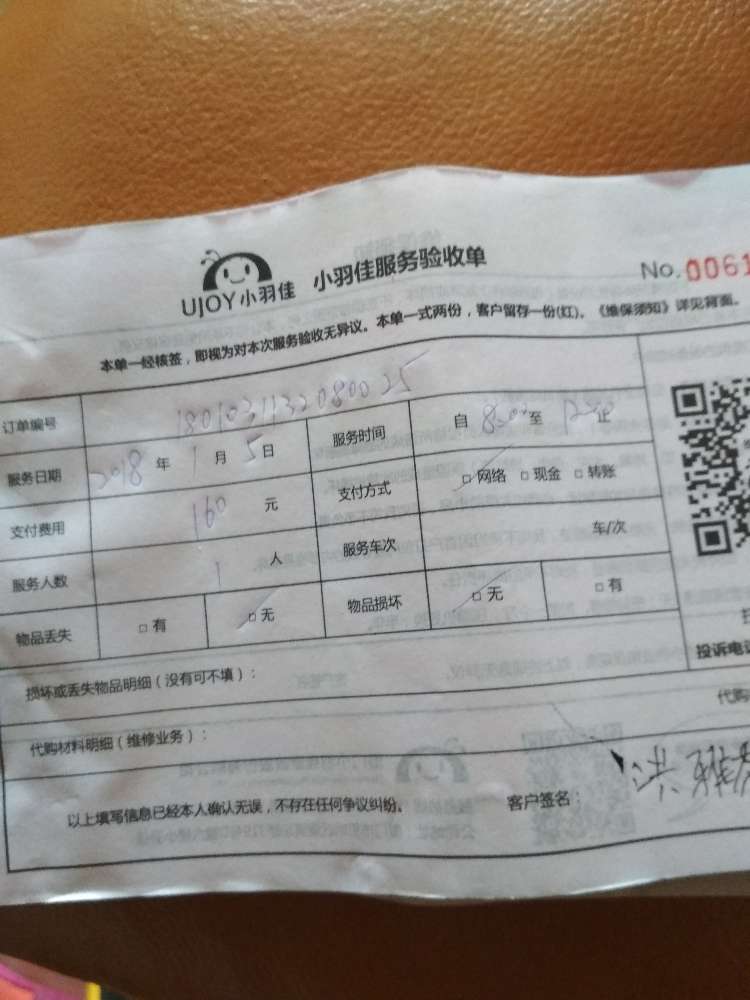 UJOY小羽佳 小羽佳服务验收单 No. 0061
本单一经核签，即视为对本次服务验收无异议。本单一式两份，客户留存一份(红)。《维保须知》详见背面。
订单编号 1801031132080025
服务日期 2018 年 1 月 5 日 服务时间 自 8:00 至 12:00 止
支付费用 160 元 支付方式 □ 网络 □ 现金 □ 转账
服务人数 1 人 服务车次 车/次
物品丢失 □ 有 □ 无 物品损坏 □ 无 □ 有
投诉电话
损坏或丢失物品明细（没有可不填）：
代购材料明细（维修业务）： 代购
以上填写信息已经本人确认无误，不存在任何争议纠纷。 客户签名：